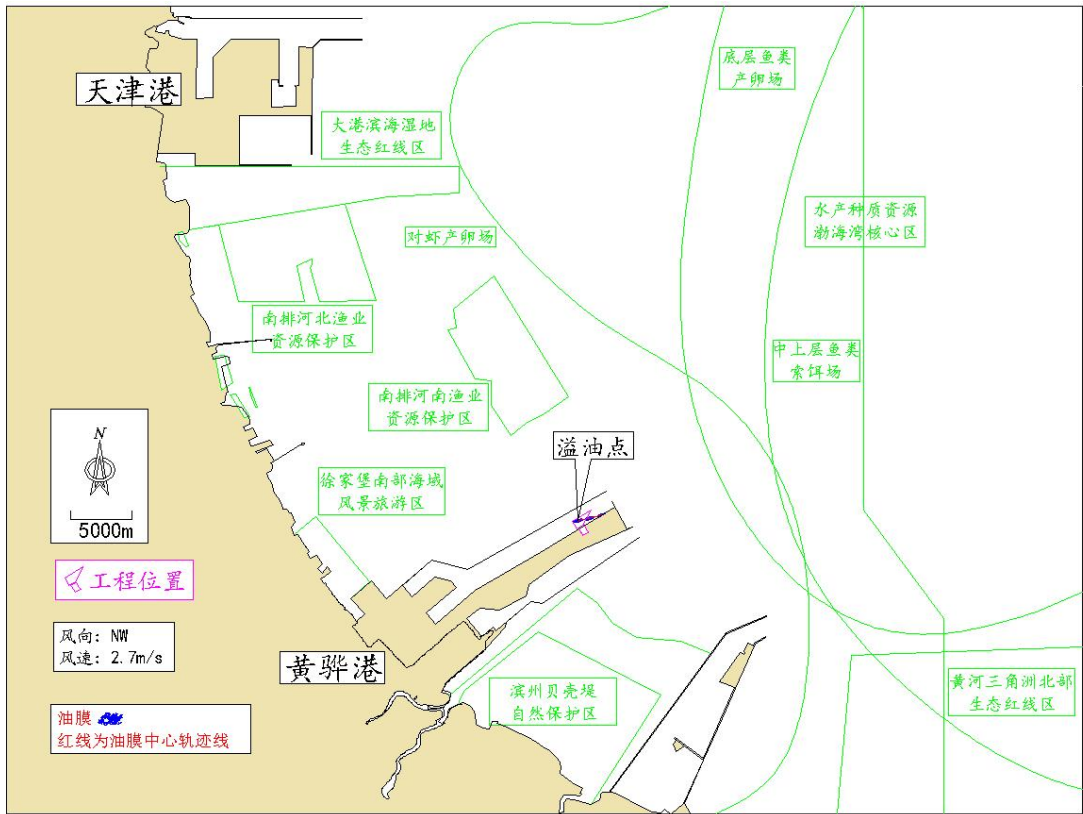 底层鱼类
产卵场
天津港
大港滨海湿地
生态红线区
水产种质资源
渤海湾核心区
对虾产卵场
南排河北渔业
资源保护区
中上层鱼类
索饵场
南排河南渔业
资源保护区
N
5000m
溢油点
徐家堡南部海域
风景旅游区
工程位置
风向: NW
风速: 2.7m/s
黄骅港
滨州贝壳堤
自然保护区
黄河三角洲北部
生态红线区
油膜
红线为油膜中心轨迹线